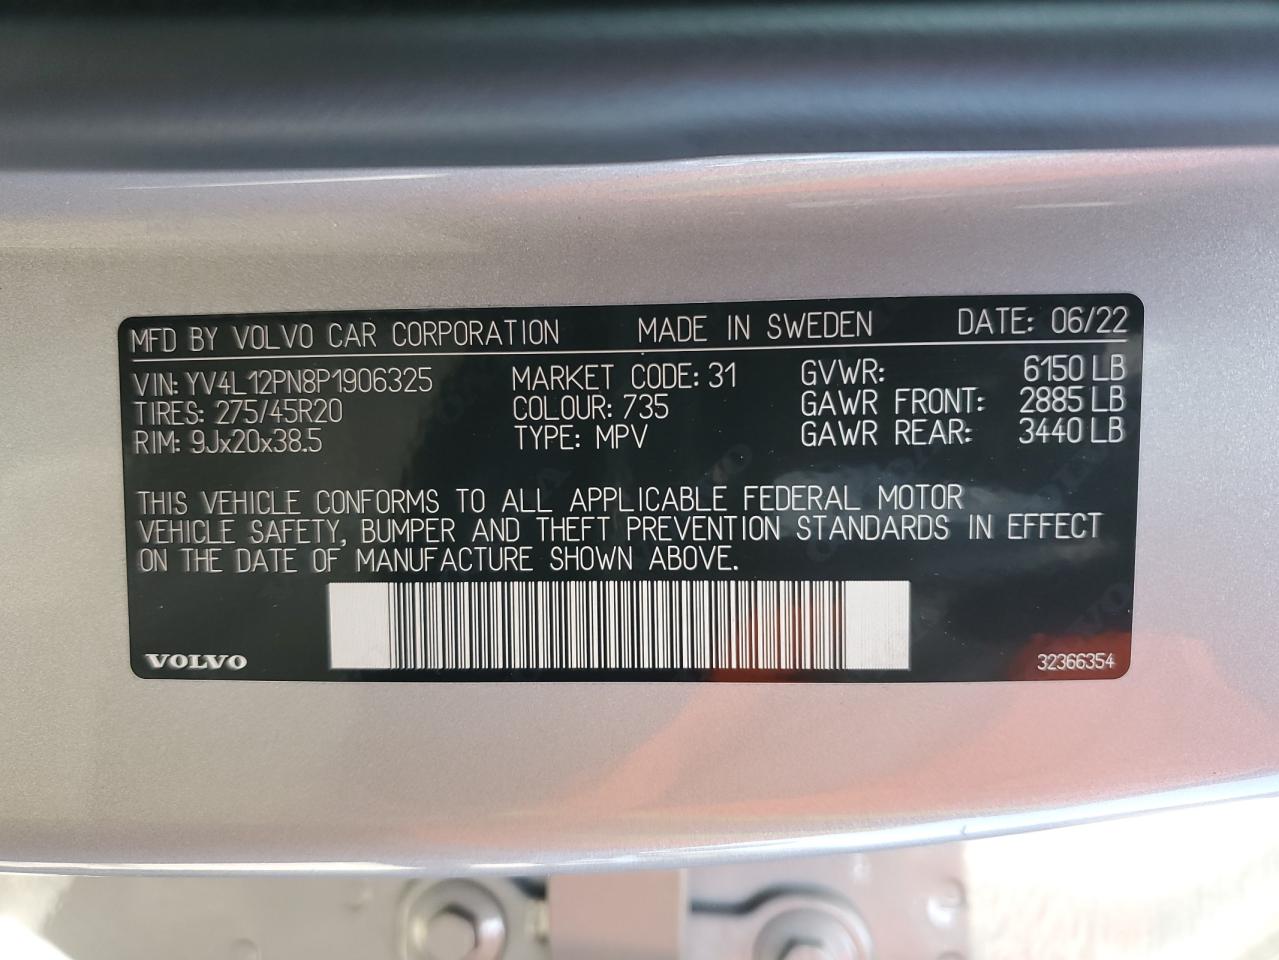 MFD BY VOLVO CAR CORPORATION MADE IN SWEDEN DATE: 06/22
VIN: YV4L12PN8P1906325 MARKET CODE: 31 GVWR: 6150 LB
TIRES: 275/45R20 COLOUR: 735 GAWR FRONT: 2885 LB
RIM: 9Jx20x38.5 TYPE: MPV GAWR REAR: 3440 LB
THIS VEHICLE CONFORMS TO ALL APPLICABLE FEDERAL MOTOR
VEHICLE SAFETY, BUMPER AND THEFT PREVENTION STANDARDS IN EFFECT
ON THE DATE OF MANUFACTURE SHOWN ABOVE.
VOLVO 32366354